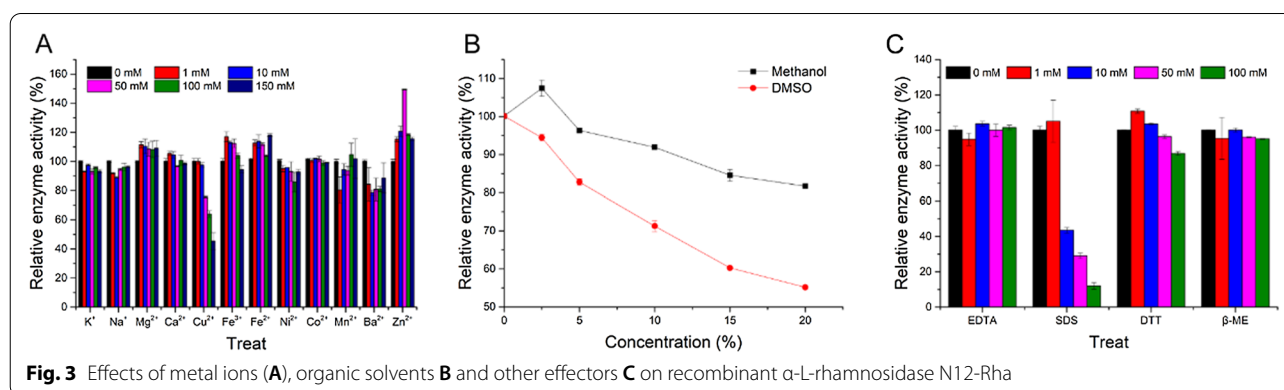 A
B
C
0 mM 1 mM 10 mM
50 mM 100 mM 150 mM
Relative enzyme activity (%)
160
140
120
100
80
60
40
20
0
K⁺ Na⁺ Mg²⁺ Ca²⁺ Cu²⁺ Fe³⁺ Fe²⁺ Ni²⁺ Co²⁺ Mn²⁺ Ba²⁺ Zn²⁺
Treat
Methanol
DMSO
Relative enzyme activity (%)
110
100
90
80
70
60
50
0 5 10 15 20
Concentration (%)
0 mM 1 mM 10 mM 50 mM 100 mM
Relative enzyme activity (%)
140
120
100
80
60
40
20
0
EDTA SDS DTT β-ME
Treat
Fig. 3 Effects of metal ions (A), organic solvents B and other effectors C on recombinant α-L-rhamnosidase N12-Rha